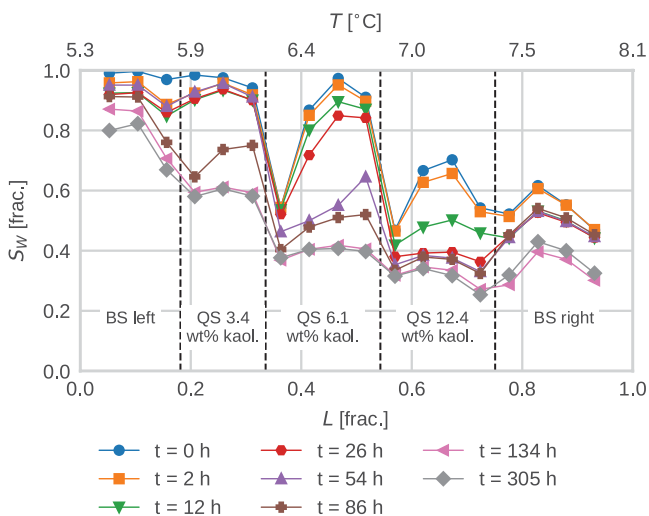 T [°C]
5.3 5.9 6.4 7.0 7.5 8.1
1.0
0.8
0.6
0.4
0.2
0.0
S_W [frac.]
BS left
QS 3.4
wt% kaol.
QS 6.1
wt% kaol.
QS 12.4
wt% kaol.
BS right
0.0 0.2 0.4 0.6 0.8 1.0
L [frac.]
t = 0 h
t = 2 h
t = 12 h
t = 26 h
t = 54 h
t = 86 h
t = 134 h
t = 305 h